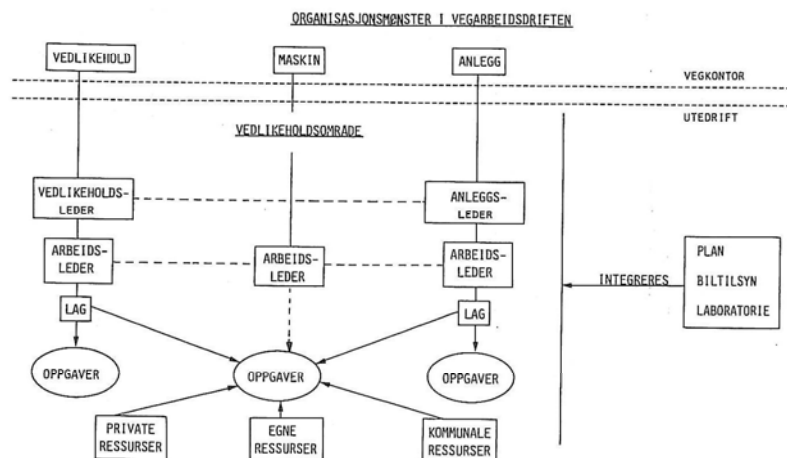 ORGANISASJONSMØNSTER I VEGARBEIDSDRIFTEN
VEDLIKEHOLD
MASKIN
ANLEGG
VEGKONTOR
UTEDRIFT
VEDLIKEHOLDSOMRADE
VEDLIKEHOLDS-
LEDER
ANLEGGS-
LEDER
ARBEIDS-
LEDER
ARBEIDS-
LEDER
ARBEIDS-
LEDER
PLAN
BILTILSYN
LABORATORIE
INTEGRERES
LAG
LAG
OPPGAVER
OPPGAVER
OPPGAVER
PRIVATE
RESSURSER
EGNE
RESSURSER
KOMMUNALE
RESSURSER